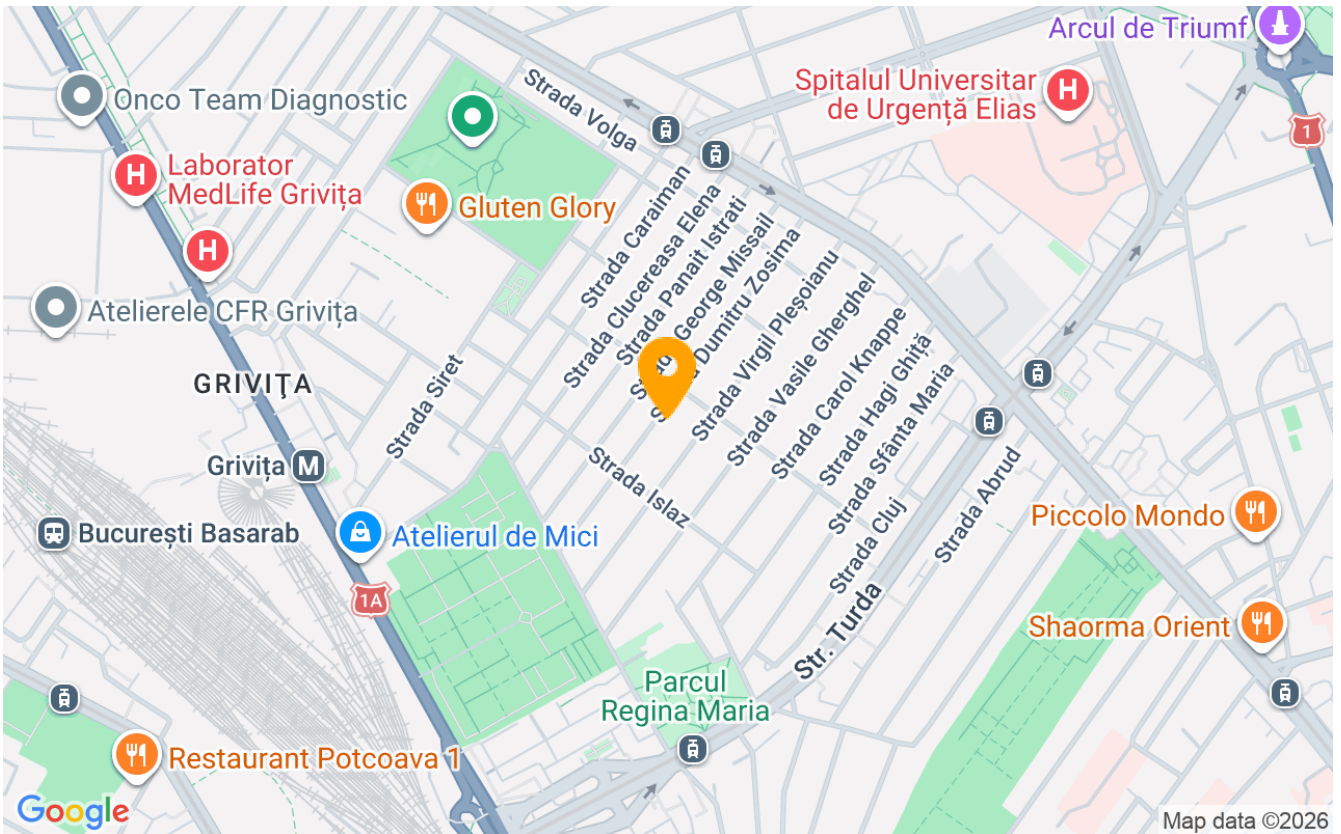 Arcul de Triumf
Spitalul Universitar
de Urgență Elias
1
Onco Team Diagnostic
Strada Volga
Laborator
MedLife Grivița
Gluten Glory
Strada Caraiman
Strada Clucereasa Elena
Strada Panait Istrati
George Missail
Dumitru Zosima
Strada Virgil Pleșoianu
Strada Vasile Gherghel
Strada Carol Knappe
Strada Hagi Ghiță
Strada Sfânta Maria
Atelierele CFR Grivița
GRIVIȚA
Strada Siret
Grivița M
Strada Islaz
Strada Cluj
Strada Abrud
București Basarab
Atelierul de Mici
Piccolo Mondo
1A
Str. Turda
Shaorma Orient
Parcul
Regina Maria
Restaurant Potcoava 1
Google
Map data ©2026